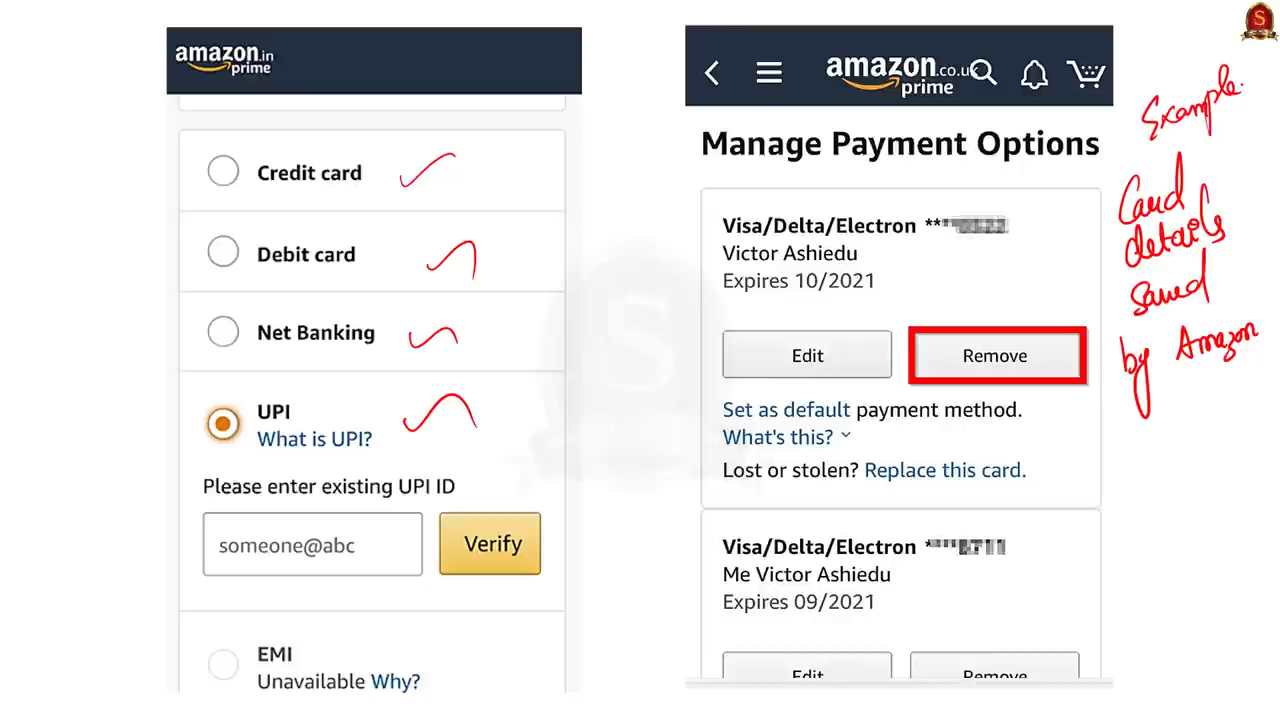 amazon.in
prime
Credit card
Debit card
Net Banking
UPI
What is UPI?
Please enter existing UPI ID
someone@abc
Verify
EMI
Unavailable Why?
amazon.co.uk
prime
Manage Payment Options
Visa/Delta/Electron **
Victor Ashiedu
Expires 10/2021
Edit
Remove
Set as default payment method.
What's this?
Lost or stolen? Replace this card.
Visa/Delta/Electron *
Me Victor Ashiedu
Expires 09/2021
Edit
Remove
S
Example.
Card
details
saved
by Amazon
S